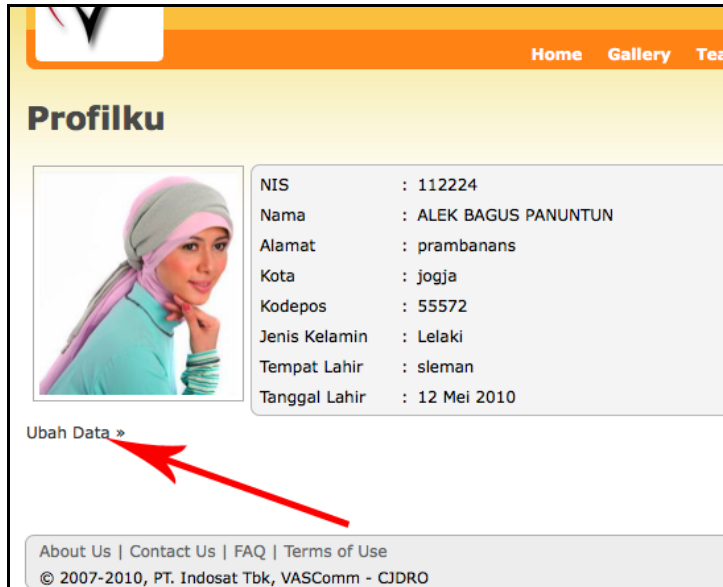 Home Gallery
Profilku
NIS : 112224
Nama : ALEK BAGUS PANUNTUN
Alamat : prambanans
Kota : jogja
Kodepos : 55572
Jenis Kelamin : Lelaki
Tempat Lahir : sleman
Tanggal Lahir : 12 Mei 2010
Ubah Data »
About Us | Contact Us | FAQ | Terms of Use
© 2007-2010, PT. Indosat Tbk, VASComm - CJDRO